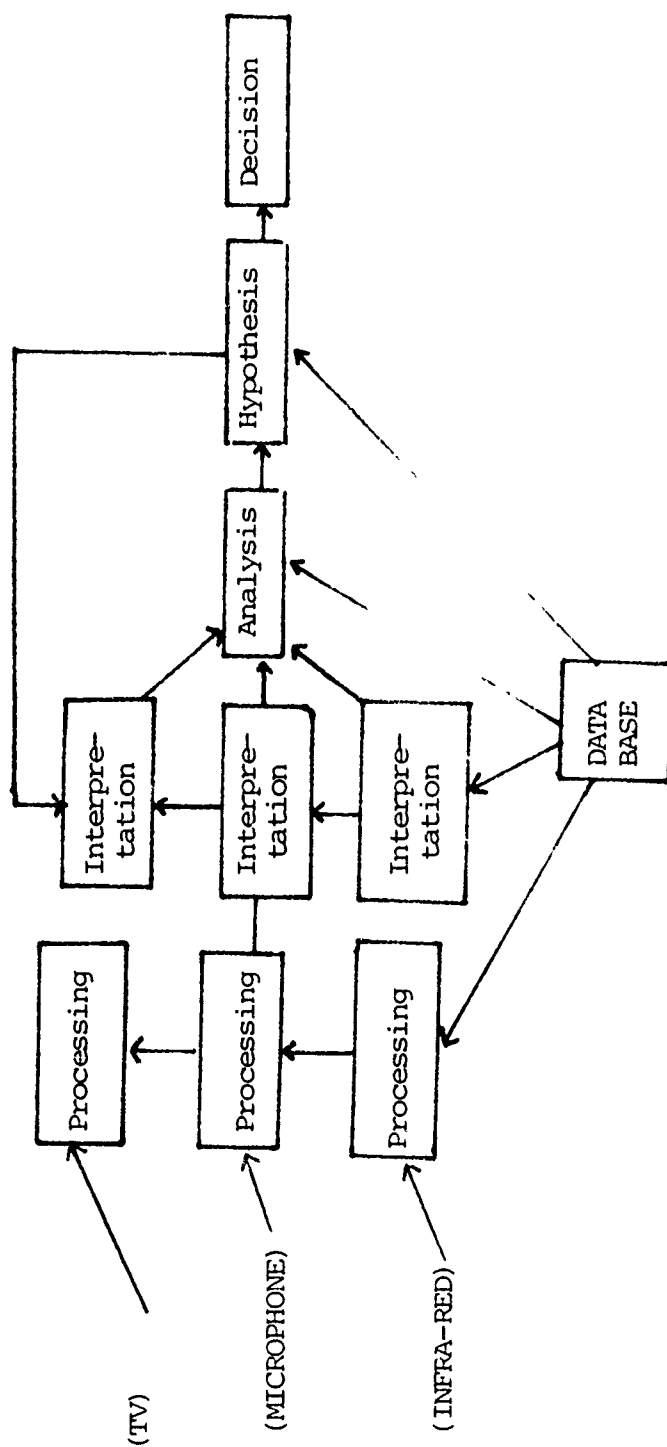 (TV)
Processing
Interpre-
tation
(MICROPHONE)
Processing
Interpre-
tation
Analysis
Hypothesis
Decision
(INFRA-RED)
Processing
Interpre-
tation
DATA
BASE